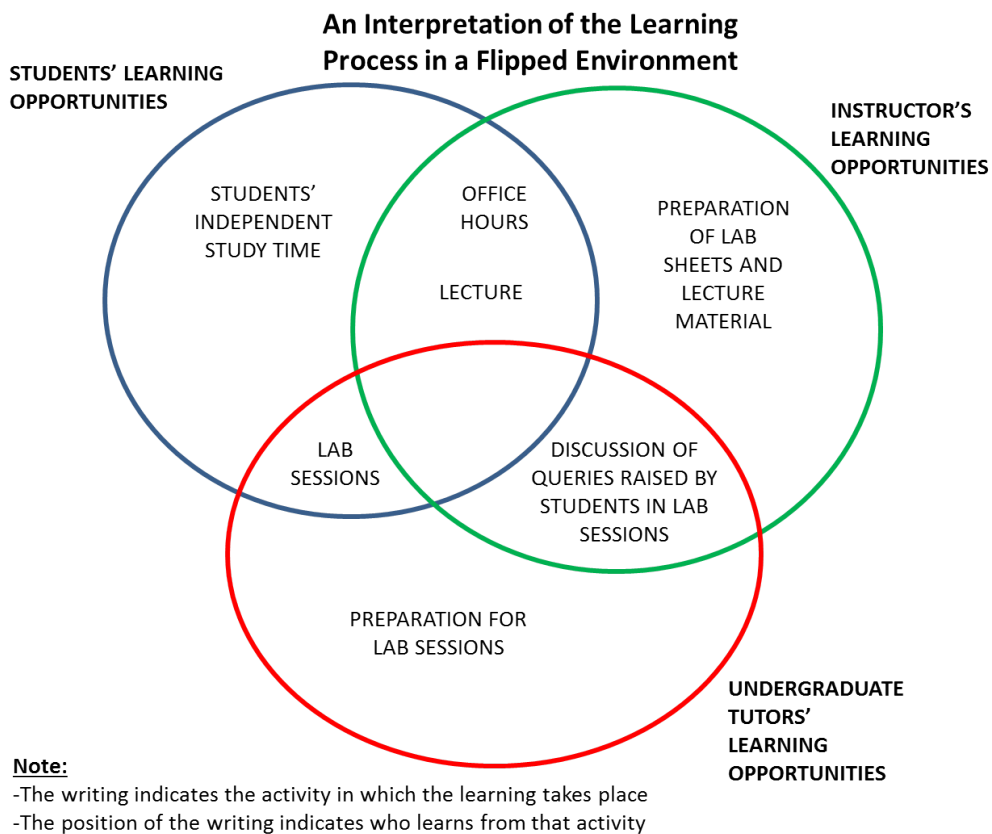 An Interpretation of the Learning
Process in a Flipped Environment
STUDENTS’ LEARNING
OPPORTUNITIES
INSTRUCTOR’S
LEARNING
OPPORTUNITIES
STUDENTS’
INDEPENDENT
STUDY TIME
OFFICE
HOURS
LECTURE
PREPARATION
OF LAB
SHEETS AND
LECTURE
MATERIAL
LAB
SESSIONS
DISCUSSION OF
QUERIES RAISED BY
STUDENTS IN LAB
SESSIONS
PREPARATION FOR
LAB SESSIONS
UNDERGRADUATE
TUTORS’
LEARNING
OPPORTUNITIES
Note:
-The writing indicates the activity in which the learning takes place
-The position of the writing indicates who learns from that activity